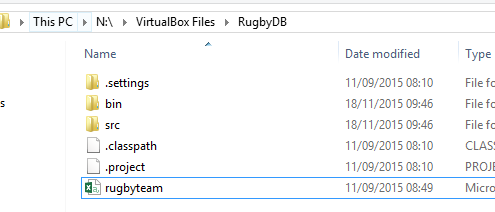 This PC N:\ VirtualBox Files RugbyDB
Name Date modified Type
.settings 11/09/2015 08:10 File fo
bin 18/11/2015 09:46 File fo
src 18/11/2015 09:46 File fo
.classpath 11/09/2015 08:10 CLASS
.project 11/09/2015 08:10 PROJE
rugbyteam 11/09/2015 08:49 Micro